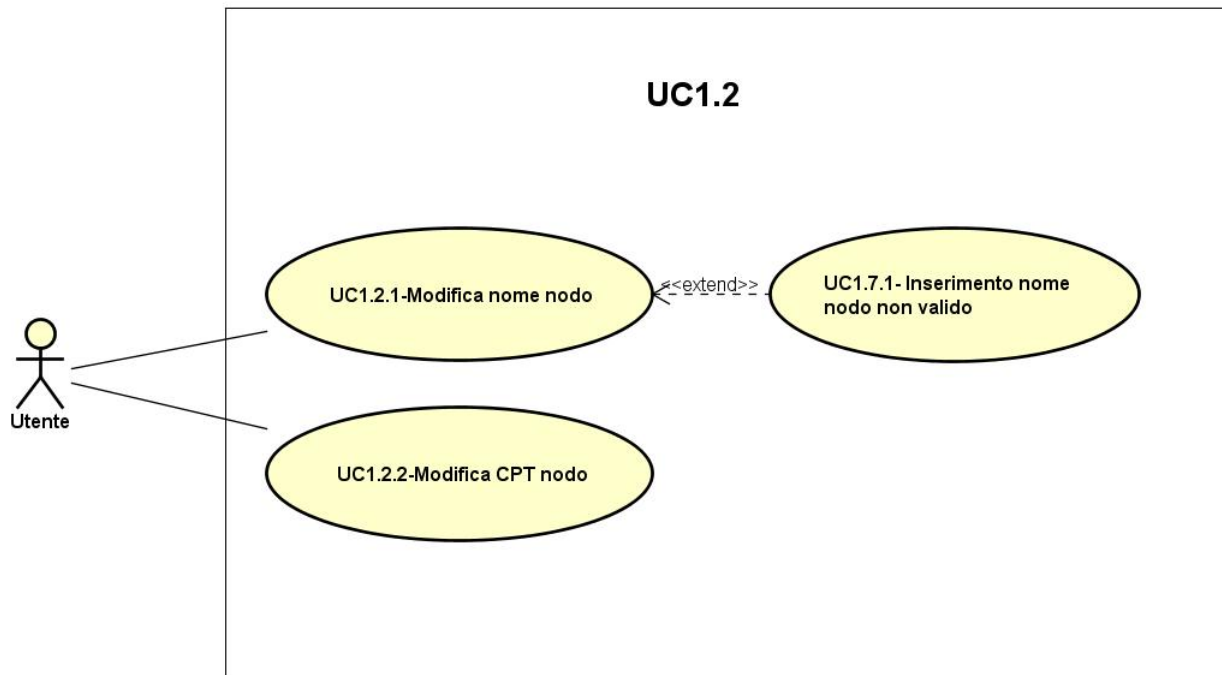 UC1.2
UC1.2.1-Modifica nome nodo
<<extend>>
UC1.7.1- Inserimento nome
nodo non valido
Utente
UC1.2.2-Modifica CPT nodo